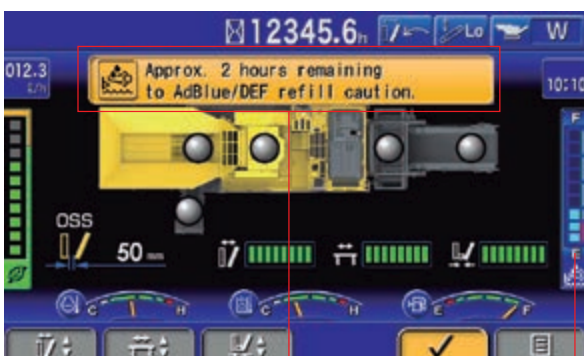 12345.6h Lo W
Approx. 2 hours remaining
to AdBlue/DEF refill caution.
012.3
10:10
F
OSS
50 mm
E
C H C H E F